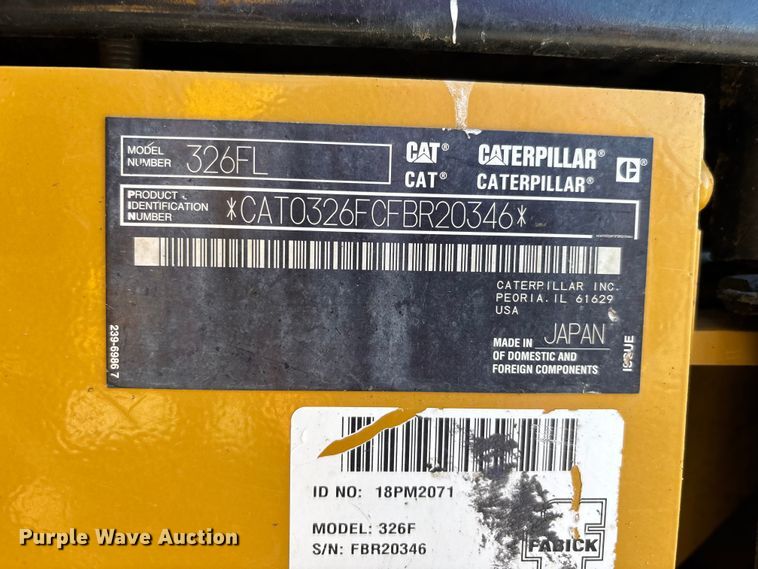 MODEL NUMBER 326FL
CAT® CATERPILLAR® C®
CAT® CATERPILLAR®
PRODUCT IDENTIFICATION NUMBER *CAT0326FCFBR20346*
CATERPILLAR INC.
PEORIA, IL 61629
USA
MADE IN JAPAN
OF DOMESTIC AND
FOREIGN COMPONENTS
ISSUE
239-6986 7
ID NO: 18PM2071
MODEL: 326F
S/N: FBR20346
FABICK
Purple Wave Auction